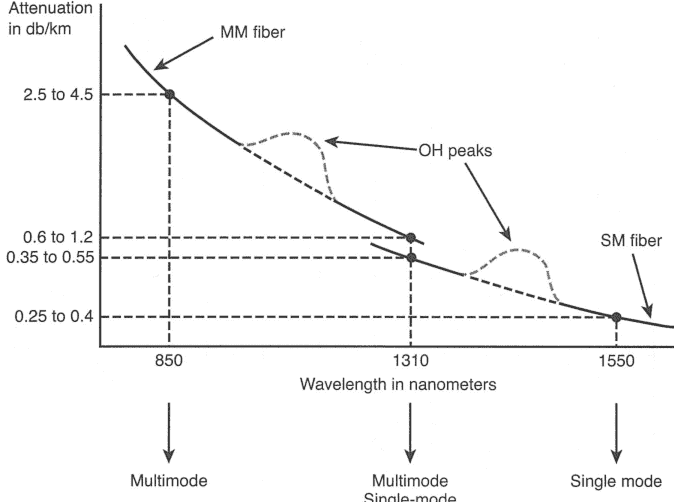 Attenuation
in db/km
MM fiber
2.5 to 4.5
OH peaks
0.6 to 1.2
SM fiber
0.35 to 0.55
0.25 to 0.4
850
1310
1550
Wavelength in nanometers
Multimode
Multimode
Single-mode
Single mode